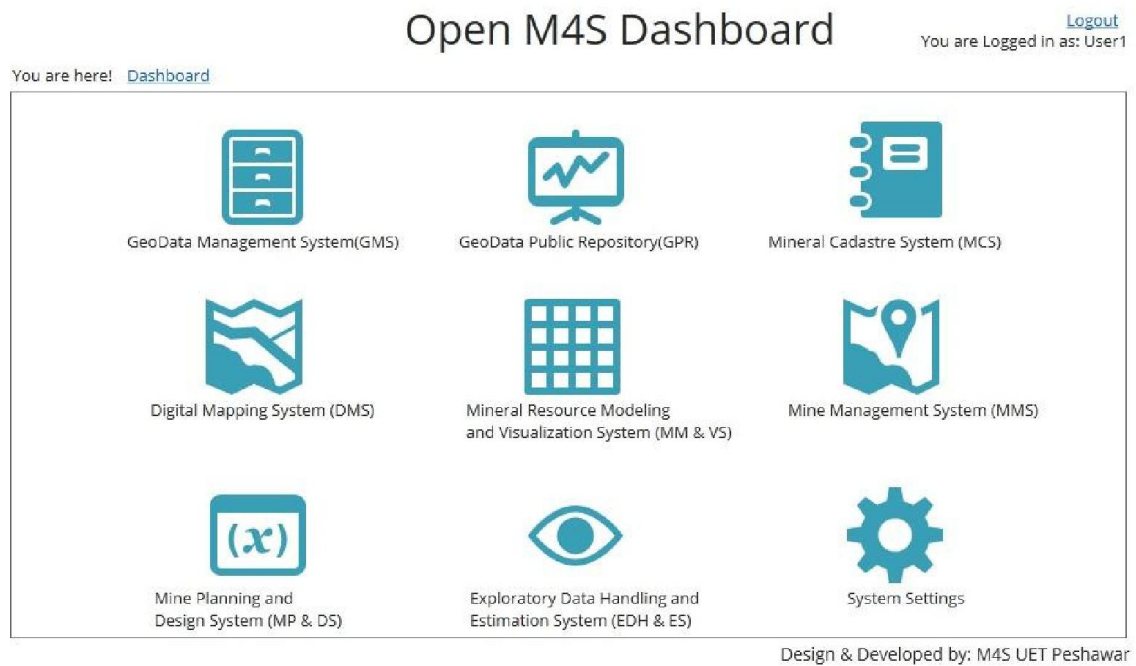 Open M4S Dashboard
Logout
You are Logged in as: User1
You are here! Dashboard
GeoData Management System(GMS)
GeoData Public Repository(GPR)
Mineral Cadastre System (MCS)
Digital Mapping System (DMS)
Mineral Resource Modeling
and Visualization System (MM & VS)
Mine Management System (MMS)
(x)
Mine Planning and
Design System (MP & DS)
Exploratory Data Handling and
Estimation System (EDH & ES)
System Settings
Design & Developed by: M4S UET Peshawar